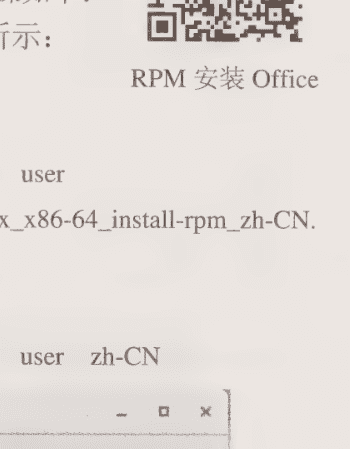 所示：
RPM 安装 Office
user
x_x86-64_install-rpm_zh-CN.
user zh-CN